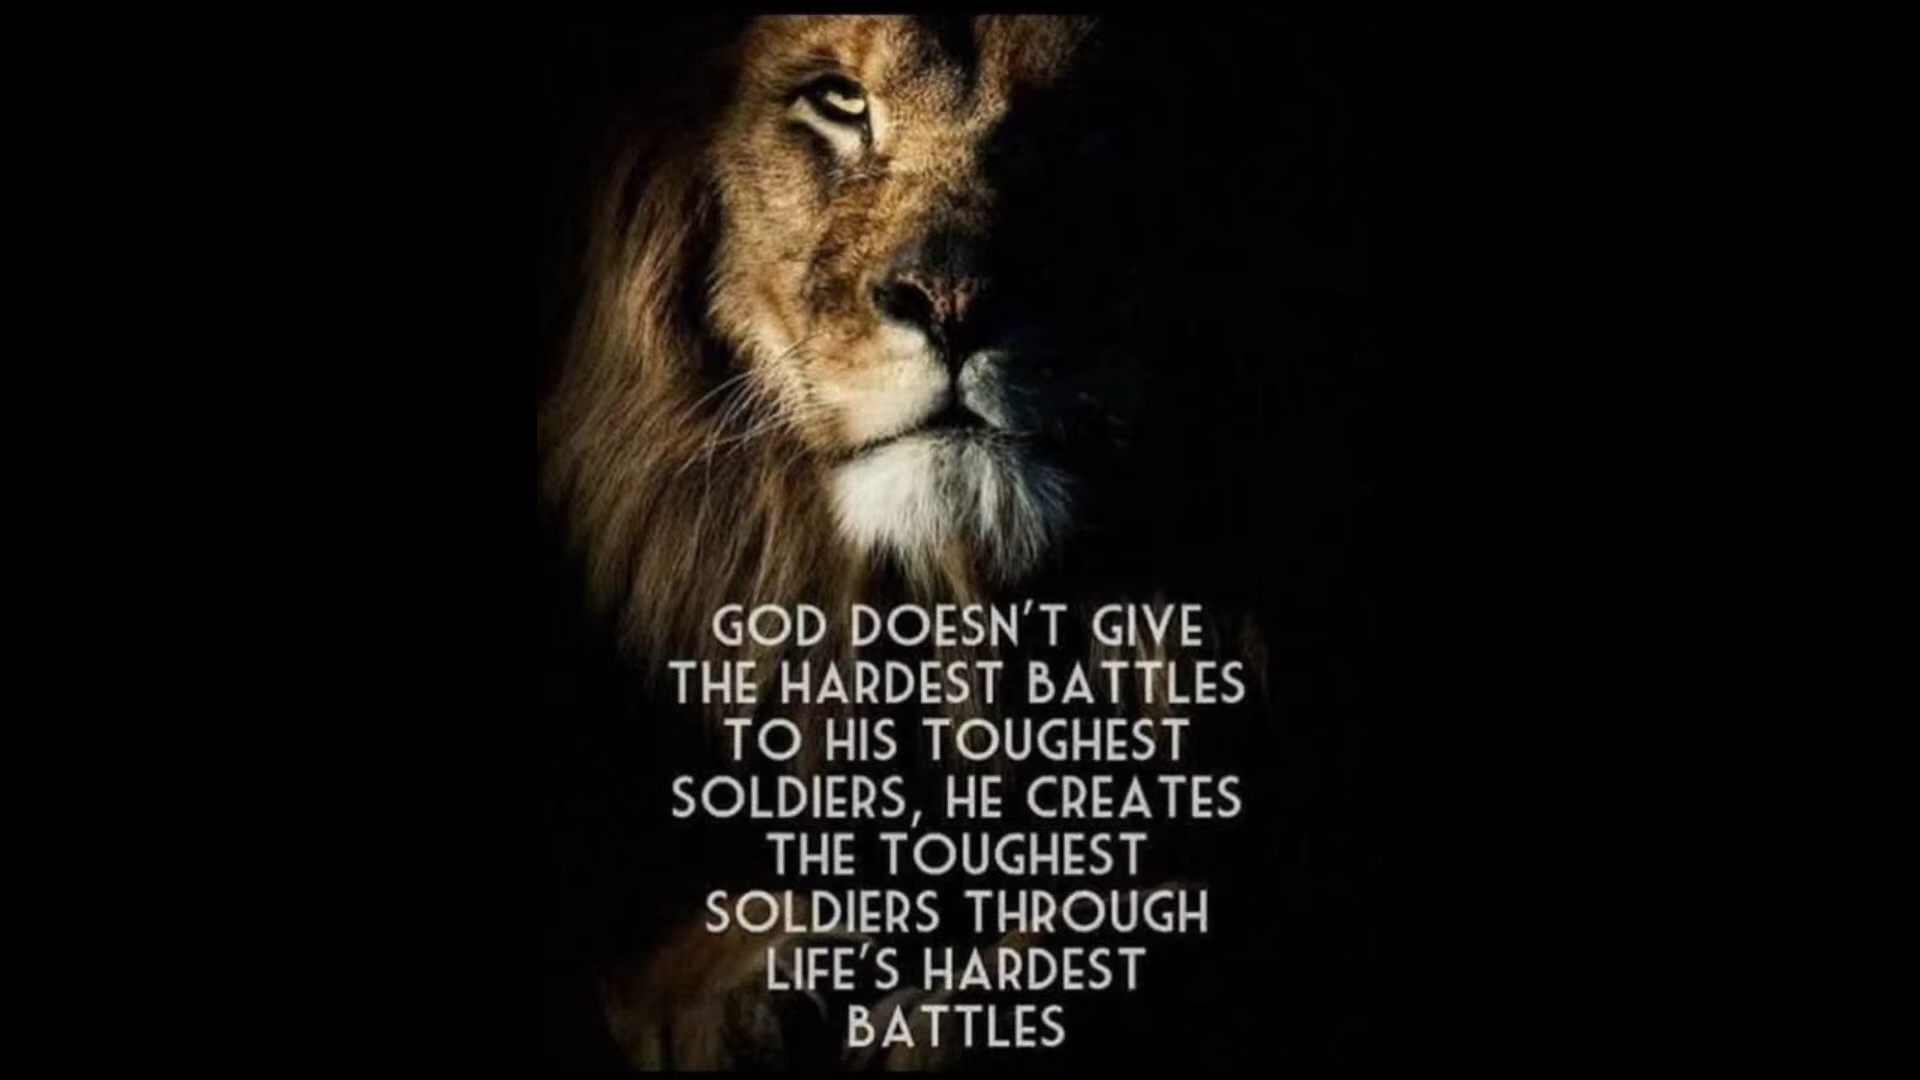 GOD DOESN'T GIVE
THE HARDEST BATTLES
TO HIS TOUGHEST
SOLDIERS, HE CREATES
THE TOUGHEST
SOLDIERS THROUGH
LIFE'S HARDEST
BATTLES